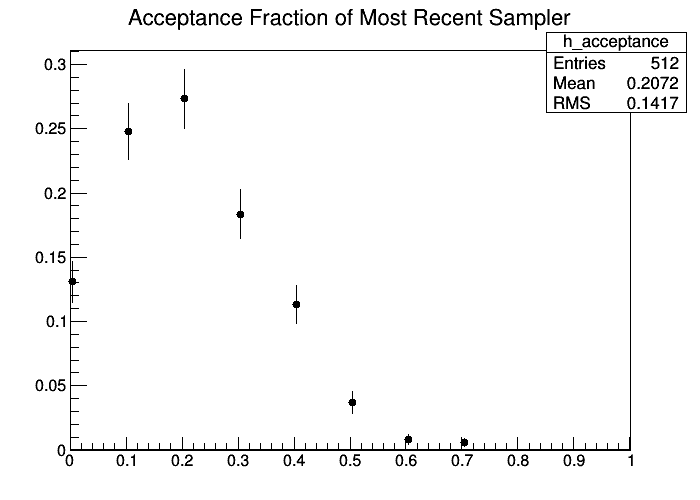 Acceptance Fraction of Most Recent Sampler
h_acceptance
Entries 512
Mean 0.2072
RMS 0.1417
0.3
0.25
0.2
0.15
0.1
0.05
0
0 0.1 0.2 0.3 0.4 0.5 0.6 0.7 0.8 0.9 1